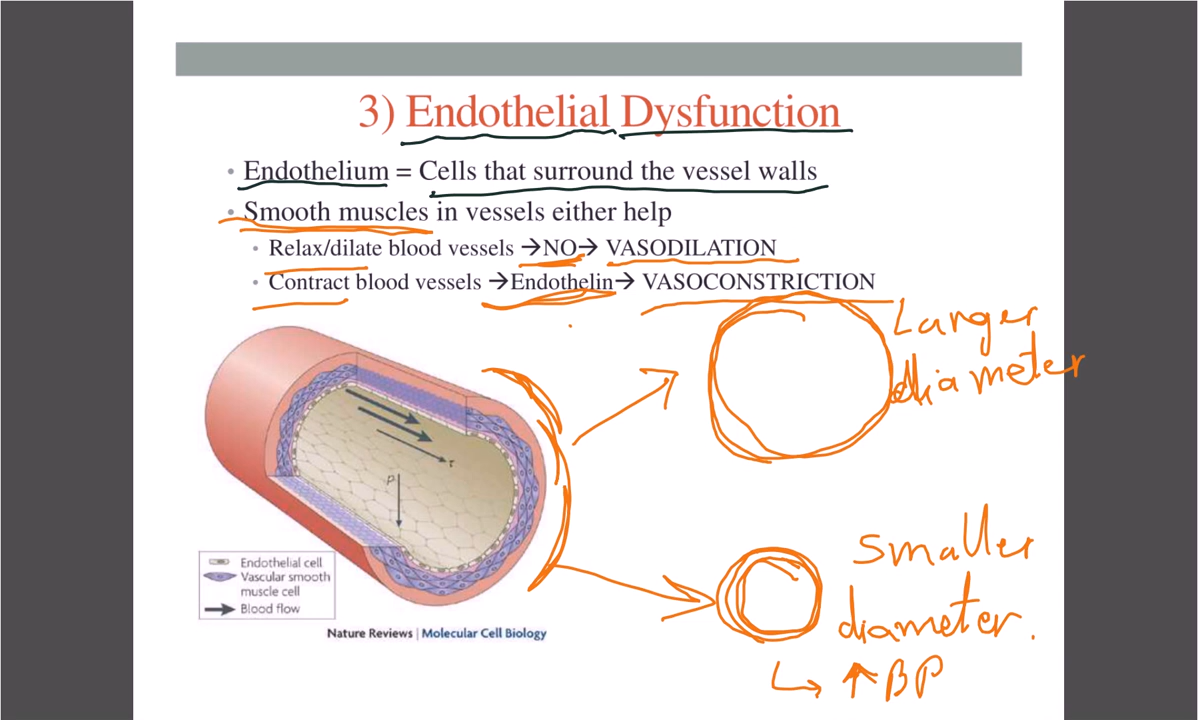 3) Endothelial Dysfunction
• Endothelium = Cells that surround the vessel walls
• Smooth muscles in vessels either help
• Relax/dilate blood vessels →NO→ VASODILATION
• Contract blood vessels →Endothelin→ VASOCONSTRICTION
Larger
diameter
τ
P
Smaller
diameter.
↳ ↑BP
Endothelial cell
Vascular smooth
muscle cell
Blood flow
Nature Reviews | Molecular Cell Biology